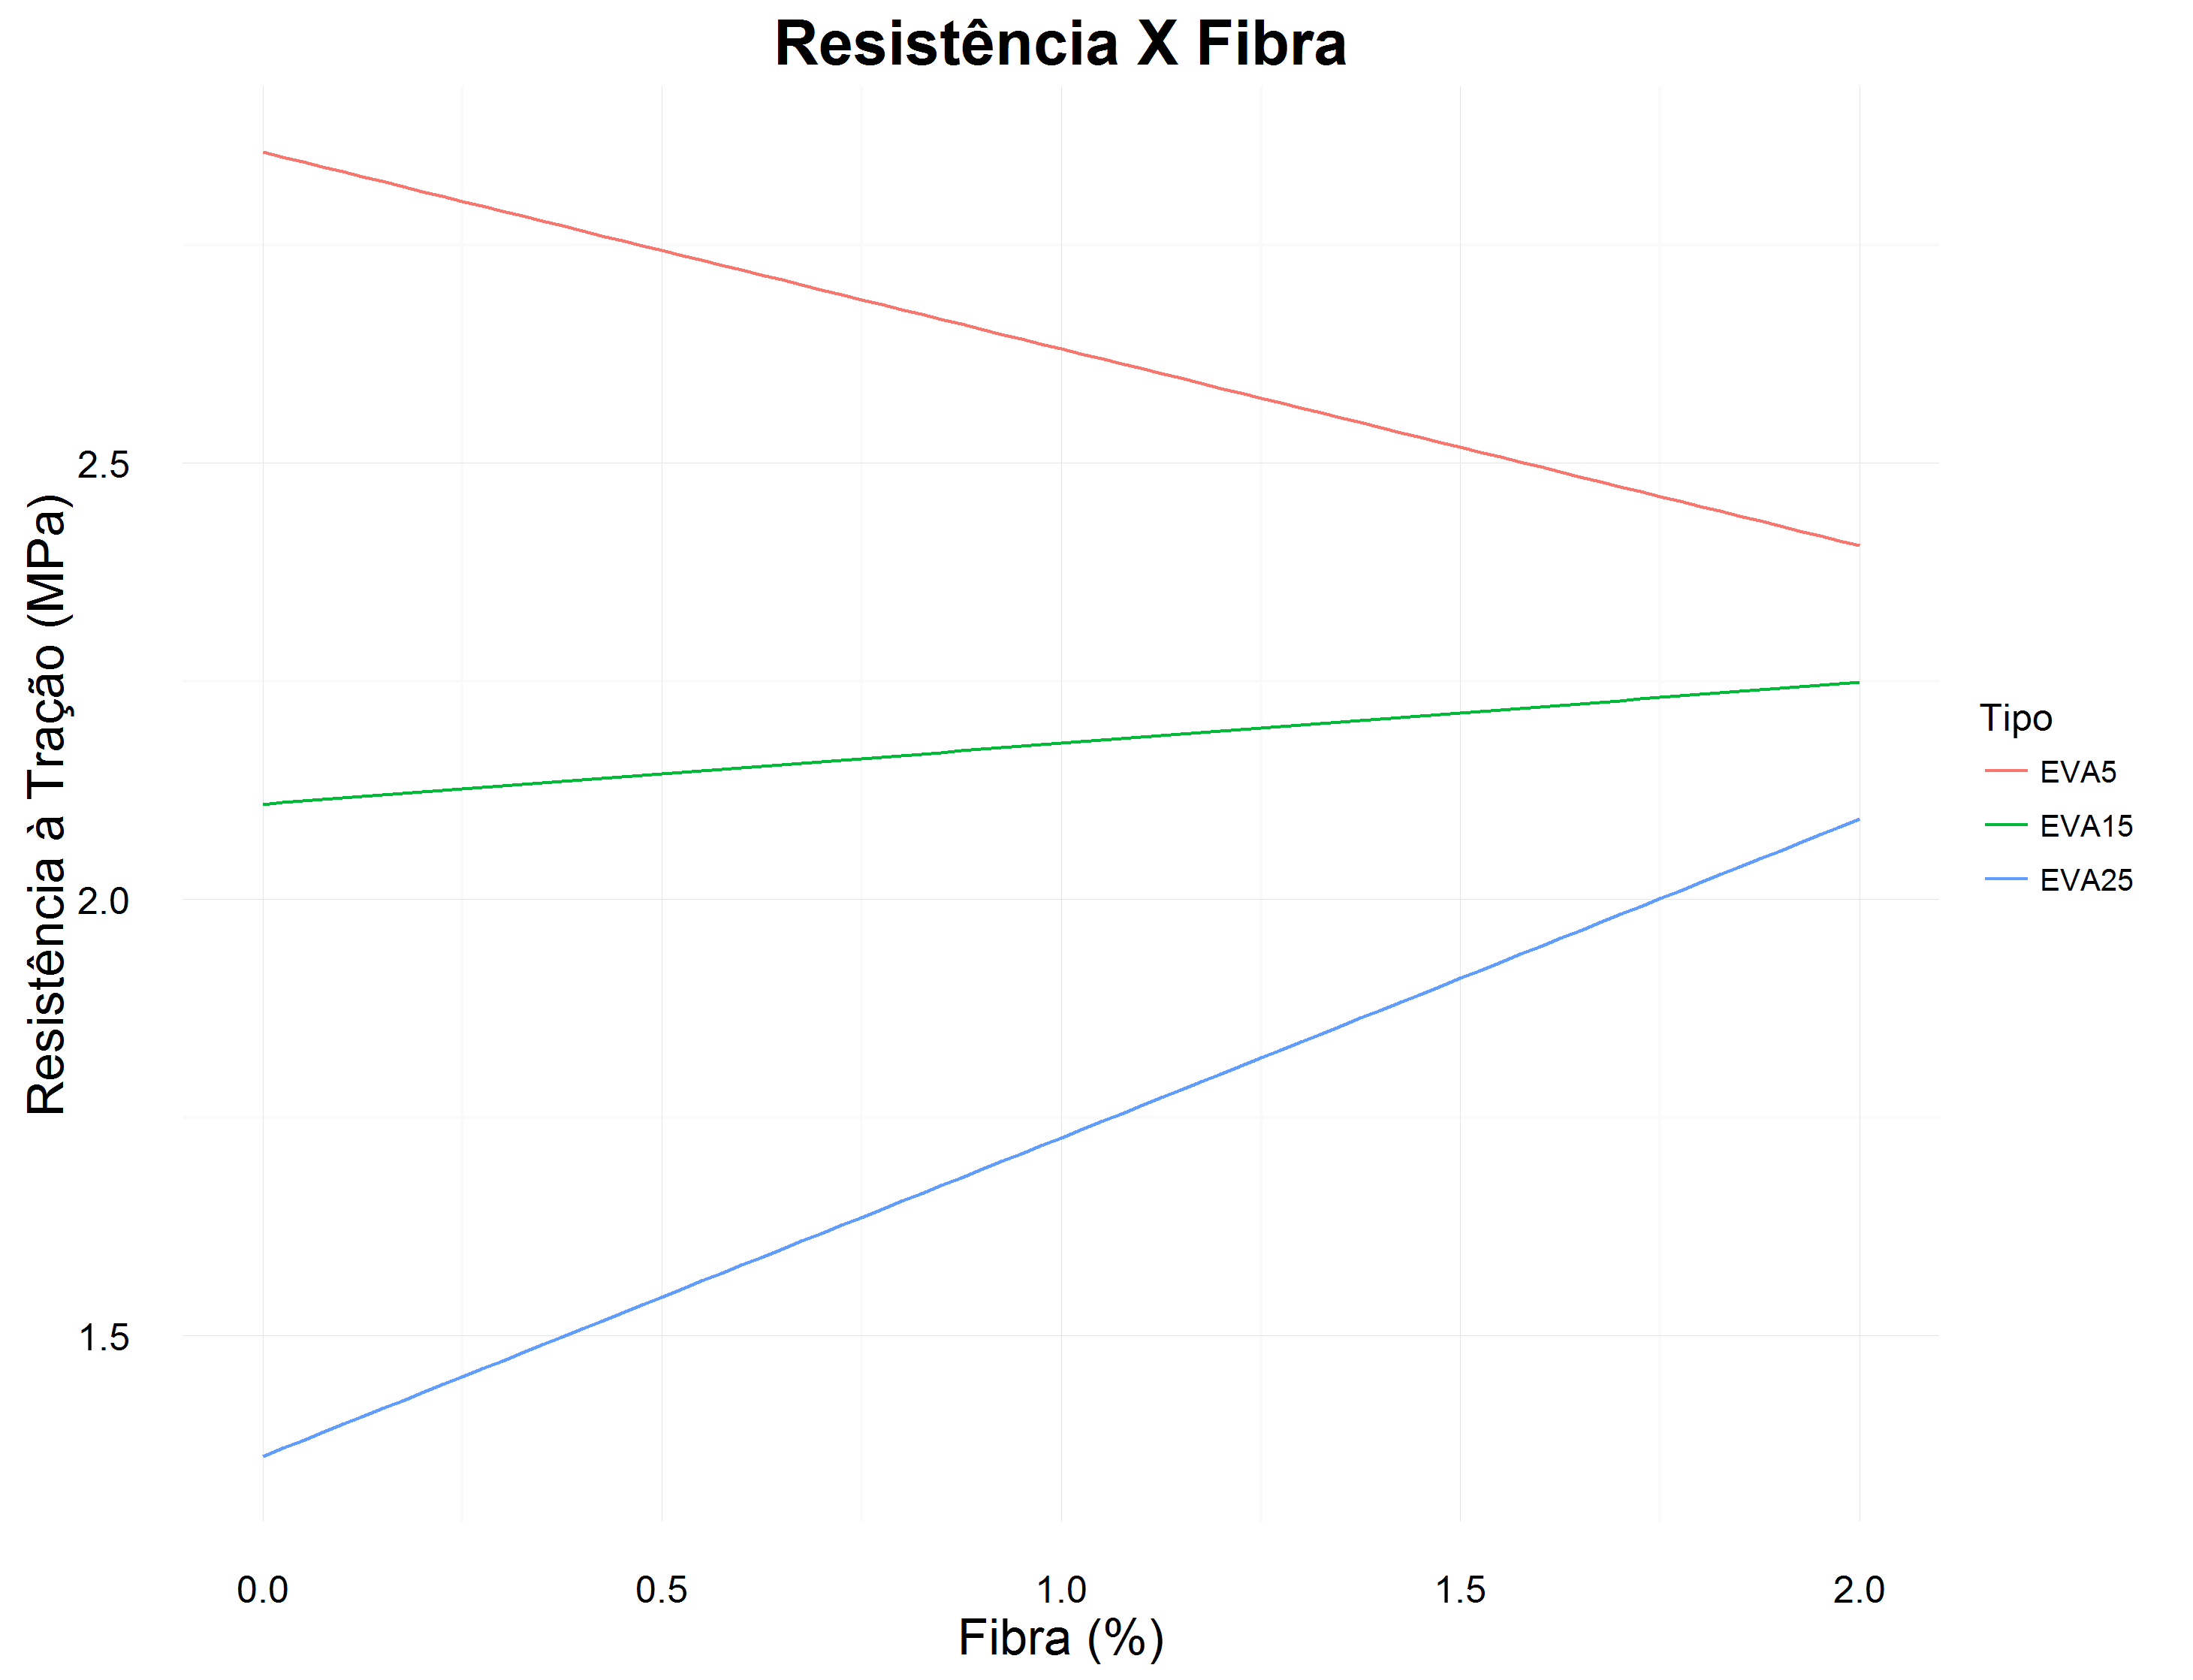 Resistência X Fibra
Resistência à Tração (MPa)
2.5
2.0
1.5
0.0 0.5 1.0 1.5 2.0
Fibra (%)
Tipo
EVA5
EVA15
EVA25